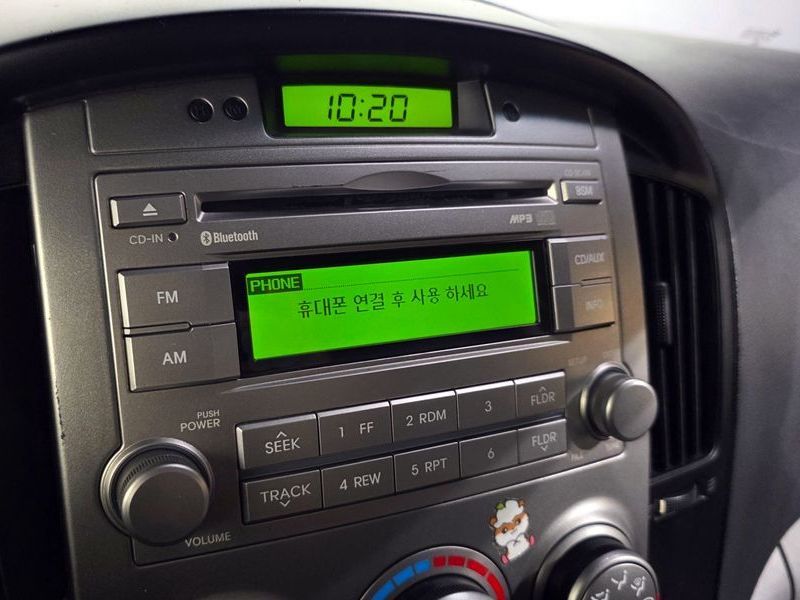 10:20
CD-IN
Bluetooth
MP3
BSM
FM
AM
CD/AUX
INFO
PHONE
휴대폰 연결 후 사용 하세요
PUSH
POWER
VOLUME
SEEK
1 FF
2 RDM
3
FLDR
TRACK
4 REW
5 RPT
6
FLDR